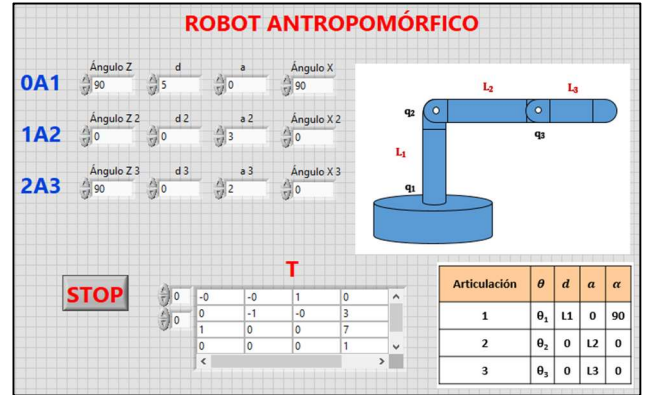 ROBOT ANTROPOMÓRFICO
Ángulo Z d a Ángulo X
0A1 90 5 0 90
Ángulo Z 2 d 2 a 2 Ángulo X 2
1A2 0 0 3 0
Ángulo Z 3 d 3 a 3 Ángulo X 3
2A3 90 0 2 0
L₂ L₃
q₂
q₃
L₁
q₁
T
STOP
0 -0 -0 1 0
0 0 -1 -0 3
1 0 0 7
0 0 0 1
Articulación θ d a α
1 θ₁ L1 0 90
2 θ₂ 0 L2 0
3 θ₃ 0 L3 0